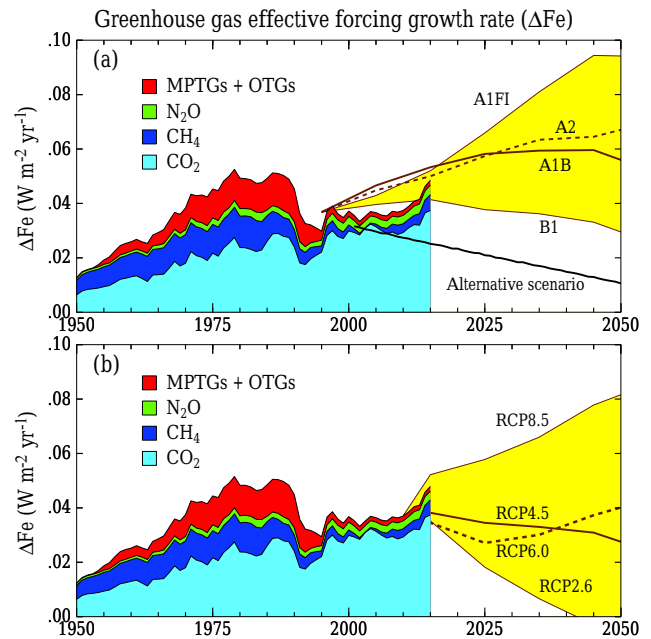 Greenhouse gas effective forcing growth rate (ΔFe)
(a)
ΔFe (W m⁻² yr⁻¹)
.10
.08
.06
.04
.02
.00
MPTGs + OTGs
N₂O
CH₄
CO₂
A1FI
A2
A1B
B1
Alternative scenario
1950 1975 2000 2025 2050
(b)
ΔFe (W m⁻² yr⁻¹)
.10
.08
.06
.04
.02
.00
MPTGs + OTGs
N₂O
CH₄
CO₂
RCP8.5
RCP4.5
RCP6.0
RCP2.6
1950 1975 2000 2025 2050